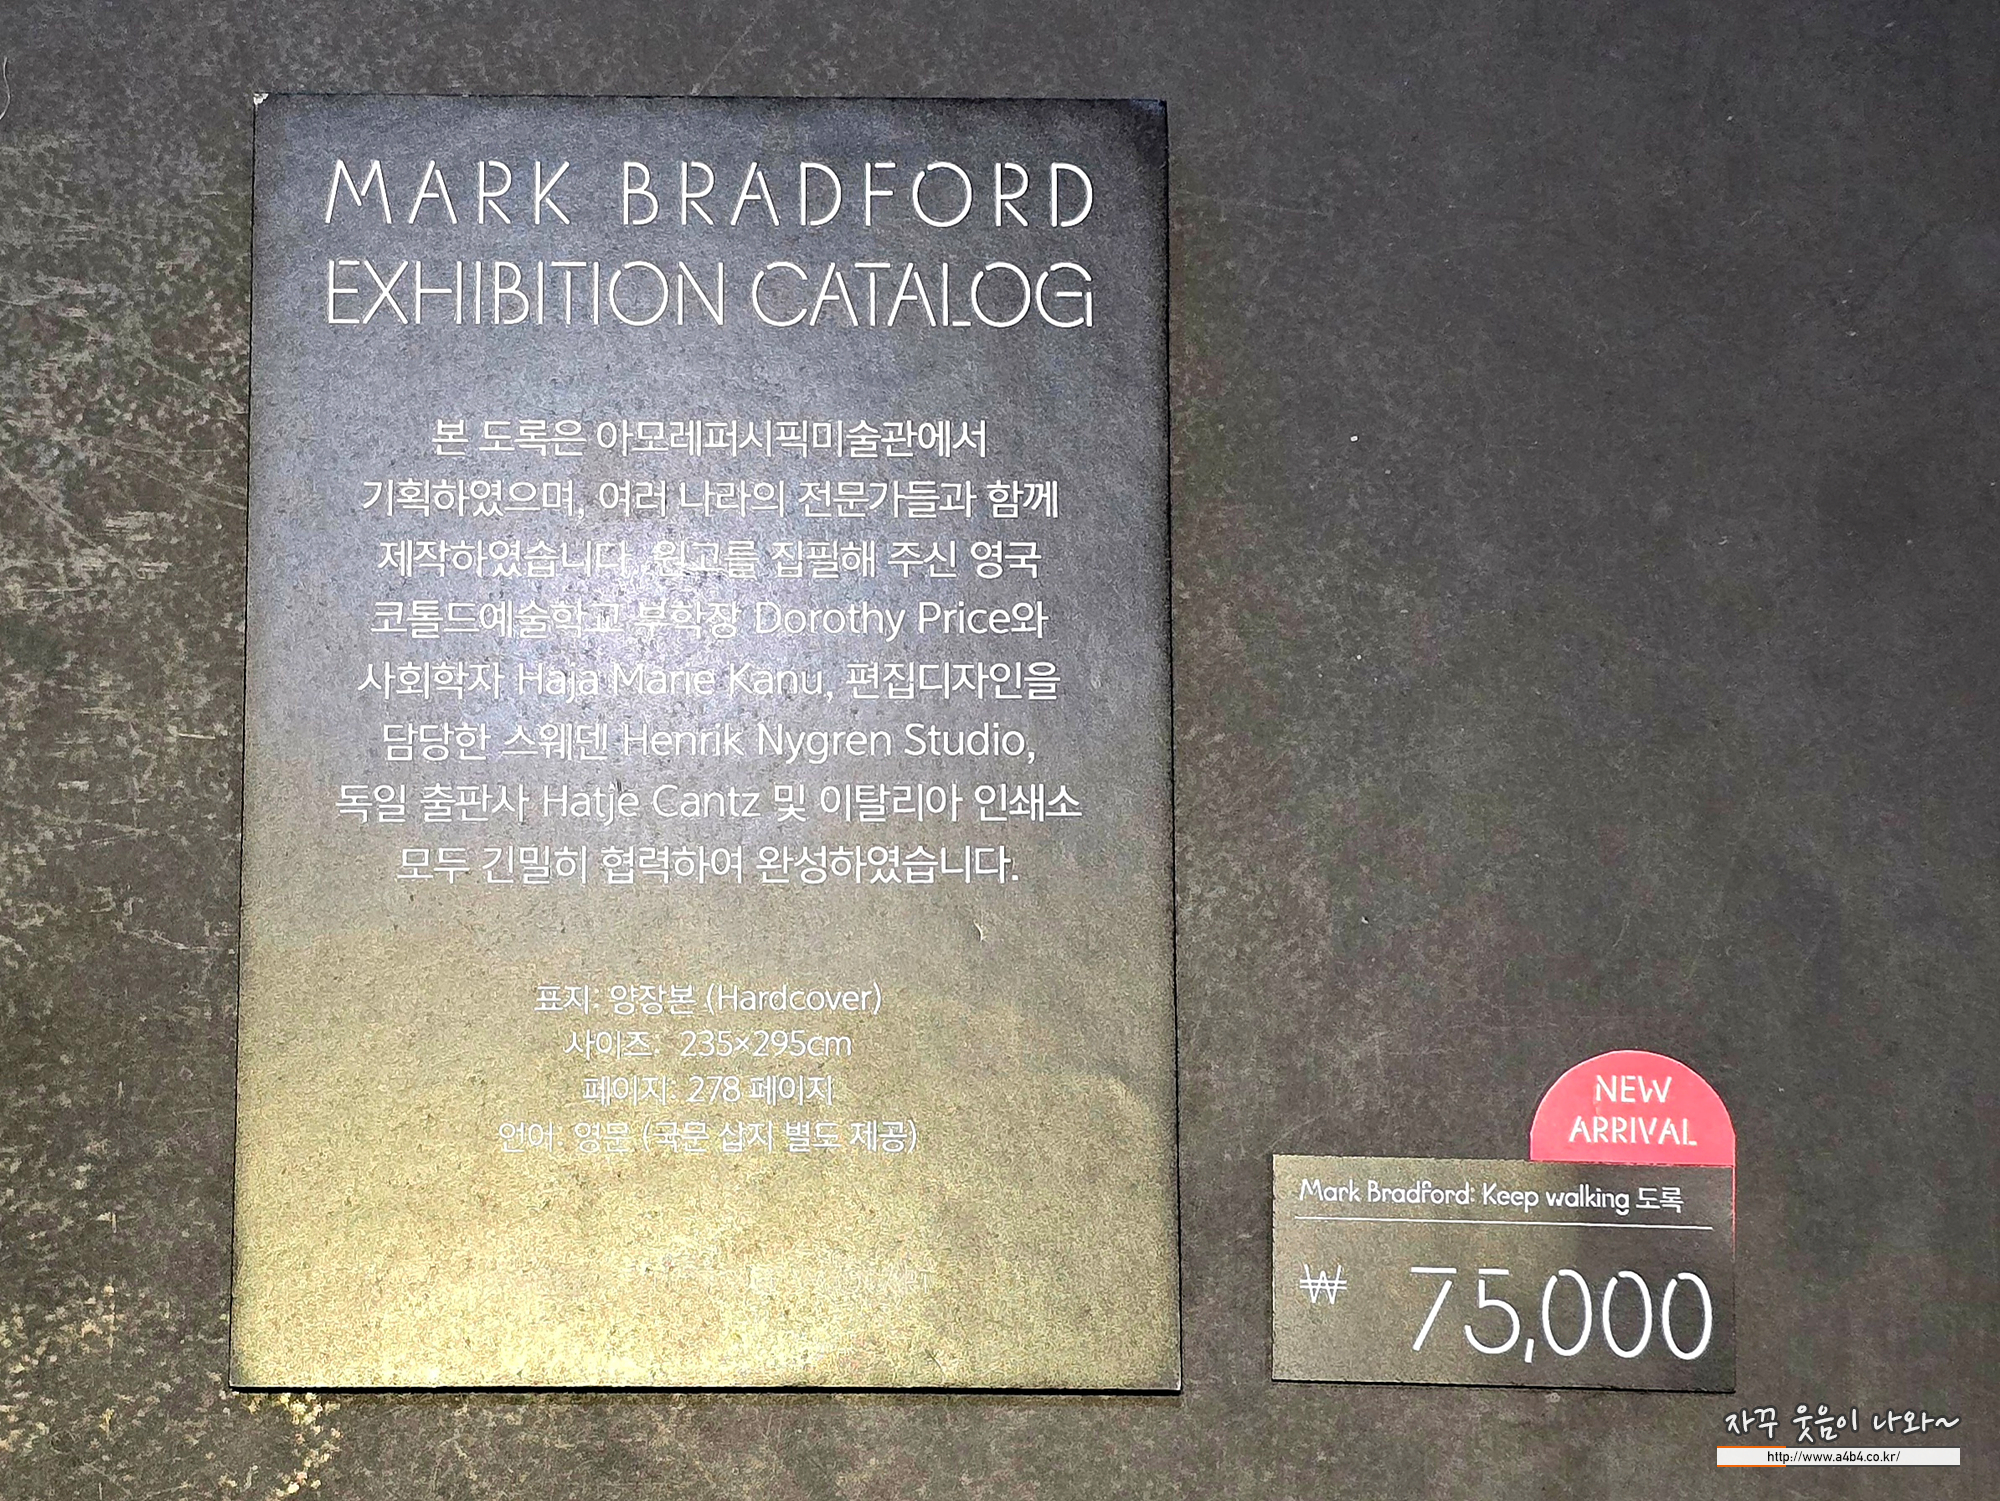 MARK BRADFORD
EXHIBITION CATALOG
본 도록은 아모레퍼시픽미술관에서
기획하였으며, 여러 나라의 전문가들과 함께
제작하였습니다. 원고를 집필해 주신 영국
코톨드예술학교 부학장 Dorothy Price와
사회학자 Haja Marie Kanu, 편집디자인을
담당한 스웨덴 Henrik Nygren Studio,
독일 출판사 Hatje Cantz 및 이탈리아 인쇄소
모두 긴밀히 협력하여 완성하였습니다.
표지: 양장본 (Hardcover)
사이즈: 235×295cm
페이지: 278 페이지
언어: 영문 (국문 삽지 별도 제공)
NEW
ARRIVAL
Mark Bradford: Keep walking 도록
₩ 75,000
자꾸 웃음이 나와~
http://www.a4b4.co.kr/